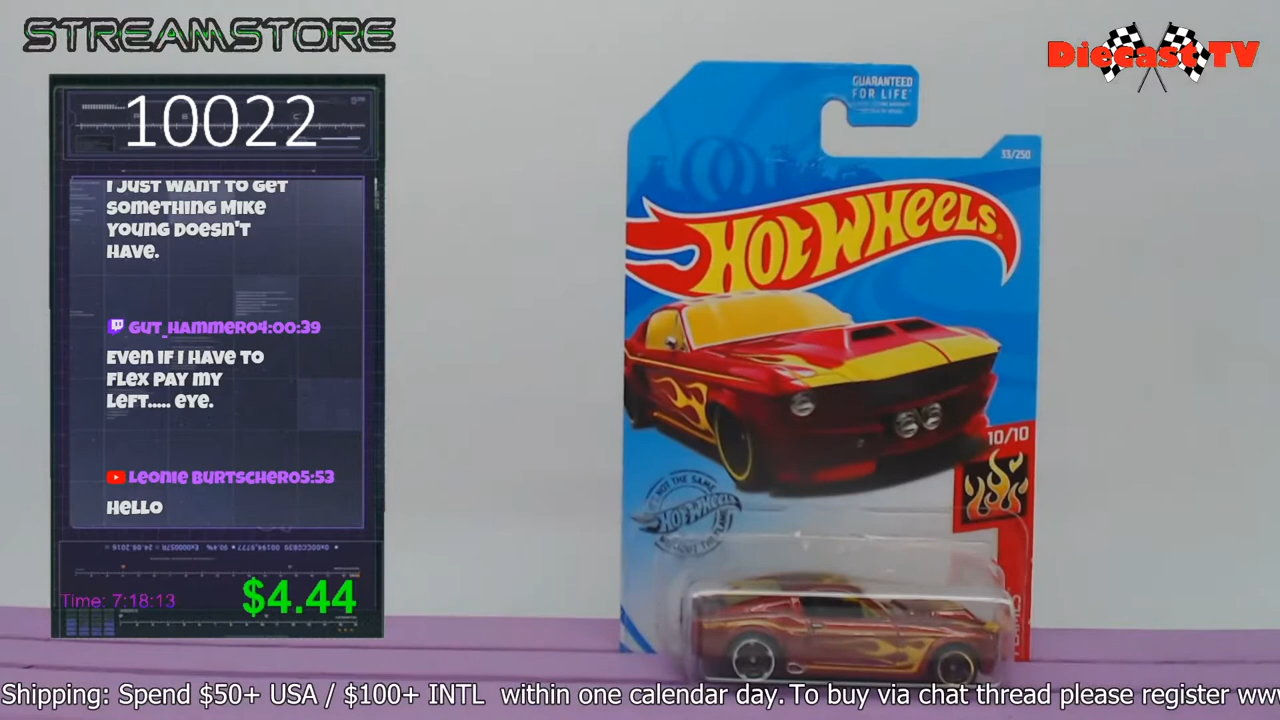 STREAMSTORE
Diecast TV
10022
I just want to get
something Mike
Young doesn't
have.
Gut_Hammer04:00:39
Even if I have to
flex pay my
left..... eye.
Leonie Burtscher05:53
Hello
Time: 7:18:13
$4.44
GUARANTEED
FOR LIFE
33/250
HOT WHEELS
10/10
HOT WHEELS
Shipping: Spend $50+ USA / $100+ INTL within one calendar day. To buy via chat thread please register www